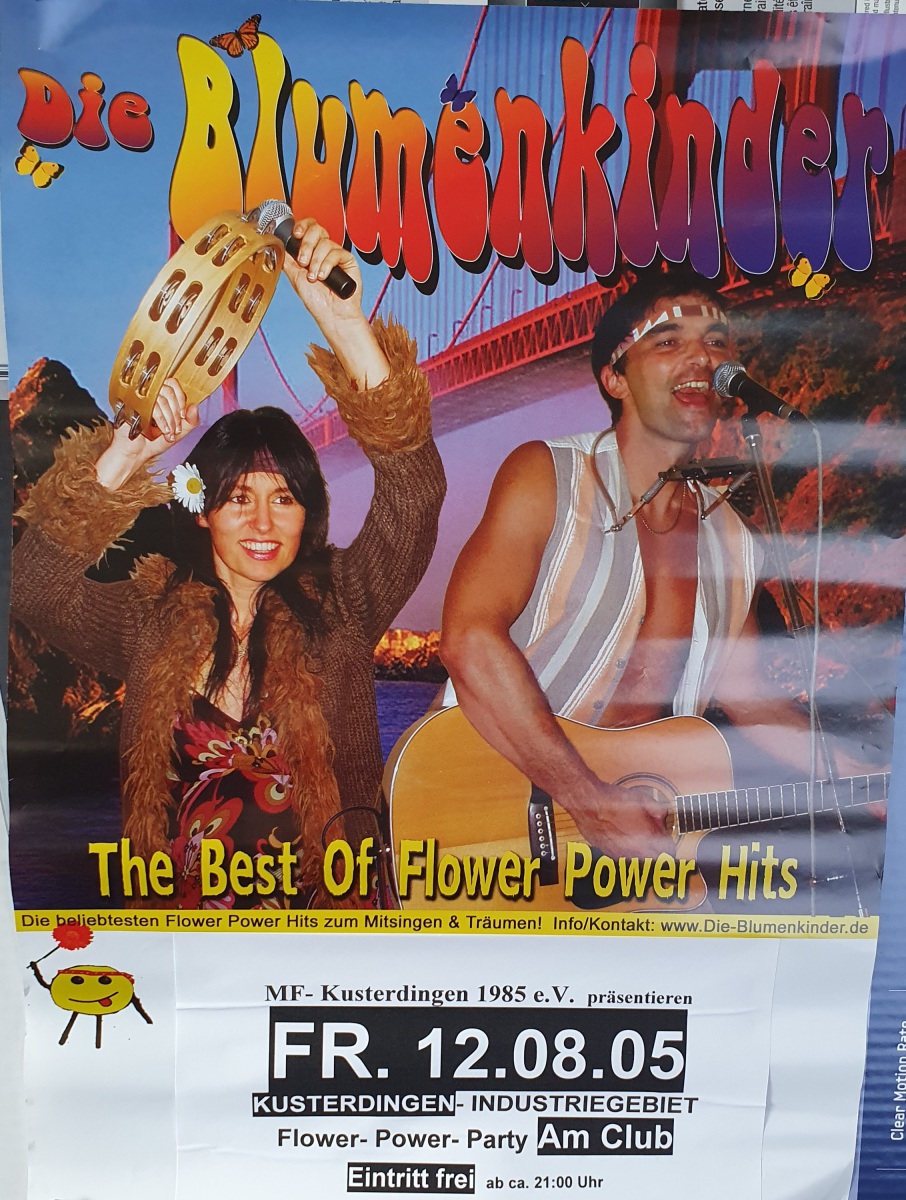 Die Blumenkinder
The Best Of Flower Power Hits
Die beliebtesten Flower Power Hits zum Mitsingen & Träumen! Info/Kontakt: www.Die-Blumenkinder.de
MF- Kusterdingen 1985 e.V. präsentieren
FR. 12.08.05
KUSTERDINGEN- INDUSTRIEGEBIET
Flower- Power- Party Am Club
Eintritt frei ab ca. 21:00 Uhr
Clear Motion Rate